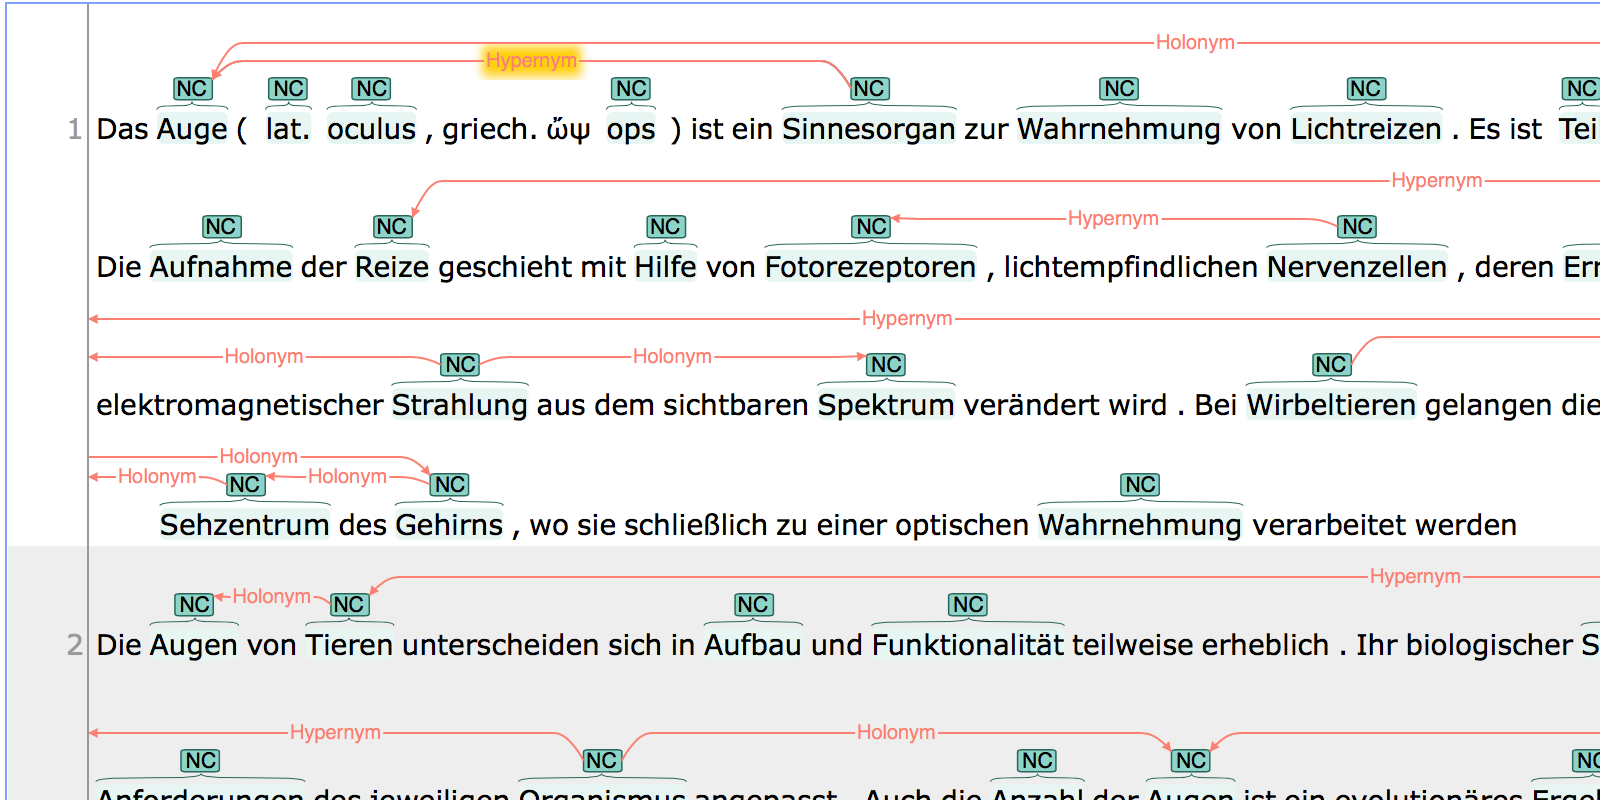 Holonym
Hypernym
NC NC NC NC NC NC NC NC
1 Das Auge ( lat. oculus , griech. ὤψ ops ) ist ein Sinnesorgan zur Wahrnehmung von Lichtreizen . Es ist
Hypernym
NC NC NC NC Hypernym NC
Die Aufnahme der Reize geschieht mit Hilfe von Fotorezeptoren , lichtempfindlichen Nervenzellen , deren
Hypernym
Holonym NC Holonym NC NC
elektromagnetischer Strahlung aus dem sichtbaren Spektrum verändert wird . Bei Wirbeltieren gelangen die
Holonym
Holonym NC Holonym NC NC
Sehzentrum des Gehirns , wo sie schließlich zu einer optischen Wahrnehmung verarbeitet werden
Hypernym
NC Holonym NC NC NC
2 Die Augen von Tieren unterscheiden sich in Aufbau und Funktionalität teilweise erheblich . Ihr biologischer
Hypernym Holonym
NC NC NC NC NC
Anforderungen des jeweiligen Organismus angepasst . Auch die Anzahl der Augen ist ein evolutionäres